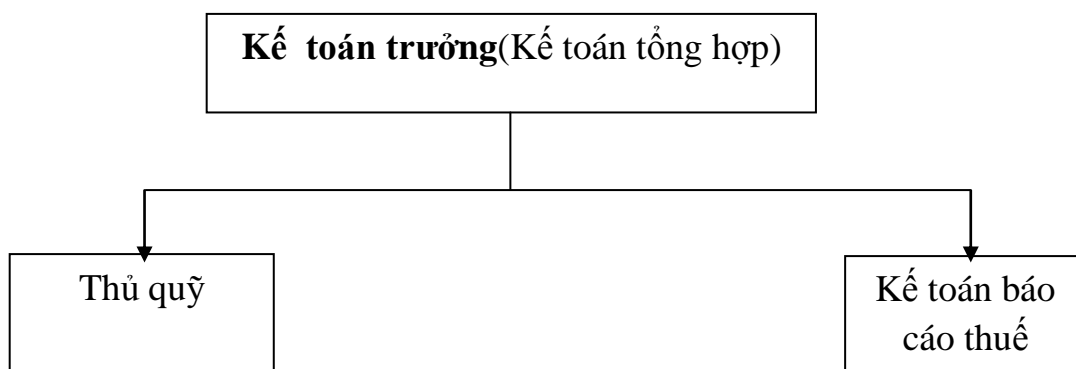 Kế toán trưởng(Kế toán tổng hợp)
Thủ quỹ
Kế toán báo
cáo thuế